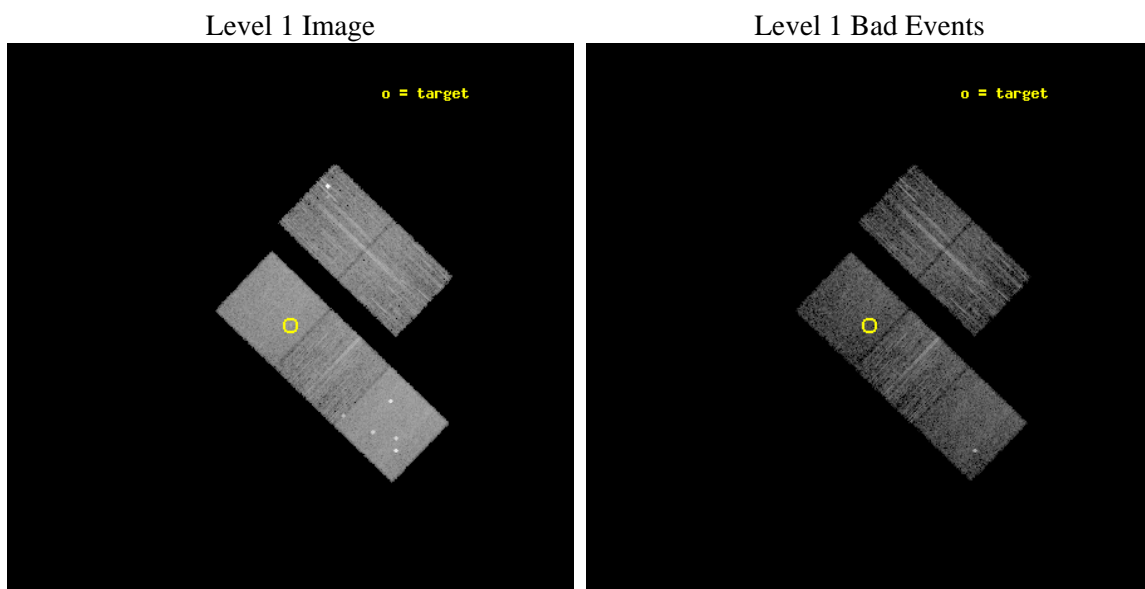 Level 1 Image
Level 1 Bad Events
o = target
o = target